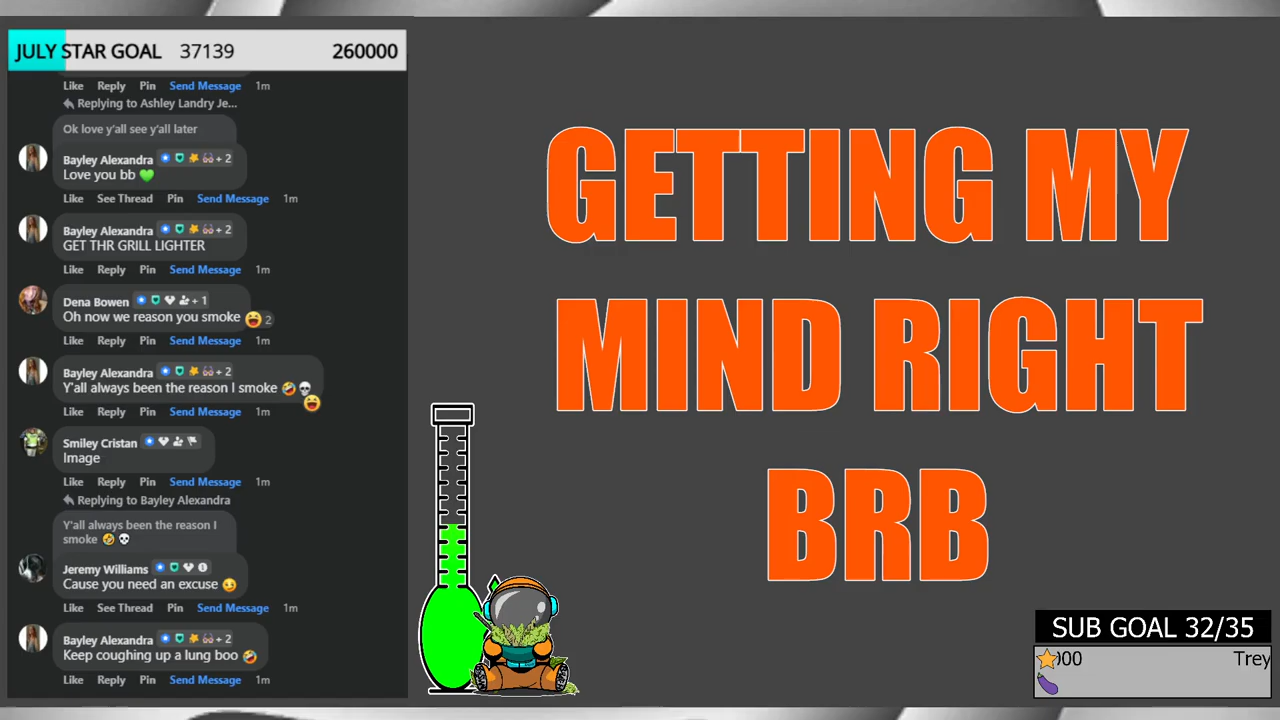 JULY STAR GOAL 37139 260000
Like Reply Pin Send Message 1m
Replying to Ashley Landry Je...
Ok love y'all see y'all later
Bayley Alexandra + 2
Love you bb 💚
Like See Thread Pin Send Message 1m
Bayley Alexandra + 2
GET THR GRILL LIGHTER
Like Reply Pin Send Message 1m
Dena Bowen + 1
Oh now we reason you smoke 2
Like Reply Pin Send Message 1m
Bayley Alexandra + 2
Y'all always been the reason I smoke 🤣💀
Like Reply Pin Send Message 1m
Smiley Cristan
Image
Like Reply Pin Send Message 1m
Replying to Bayley Alexandra
Y'all always been the reason I
smoke 🤣💀
Jeremy Williams
Cause you need an excuse 🤨
Like See Thread Pin Send Message 1m
Bayley Alexandra + 2
Keep coughing up a lung boo 🤣
Like Reply Pin Send Message 1m
GETTING MY
MIND RIGHT
BRB
SUB GOAL 32/35
000 Trey